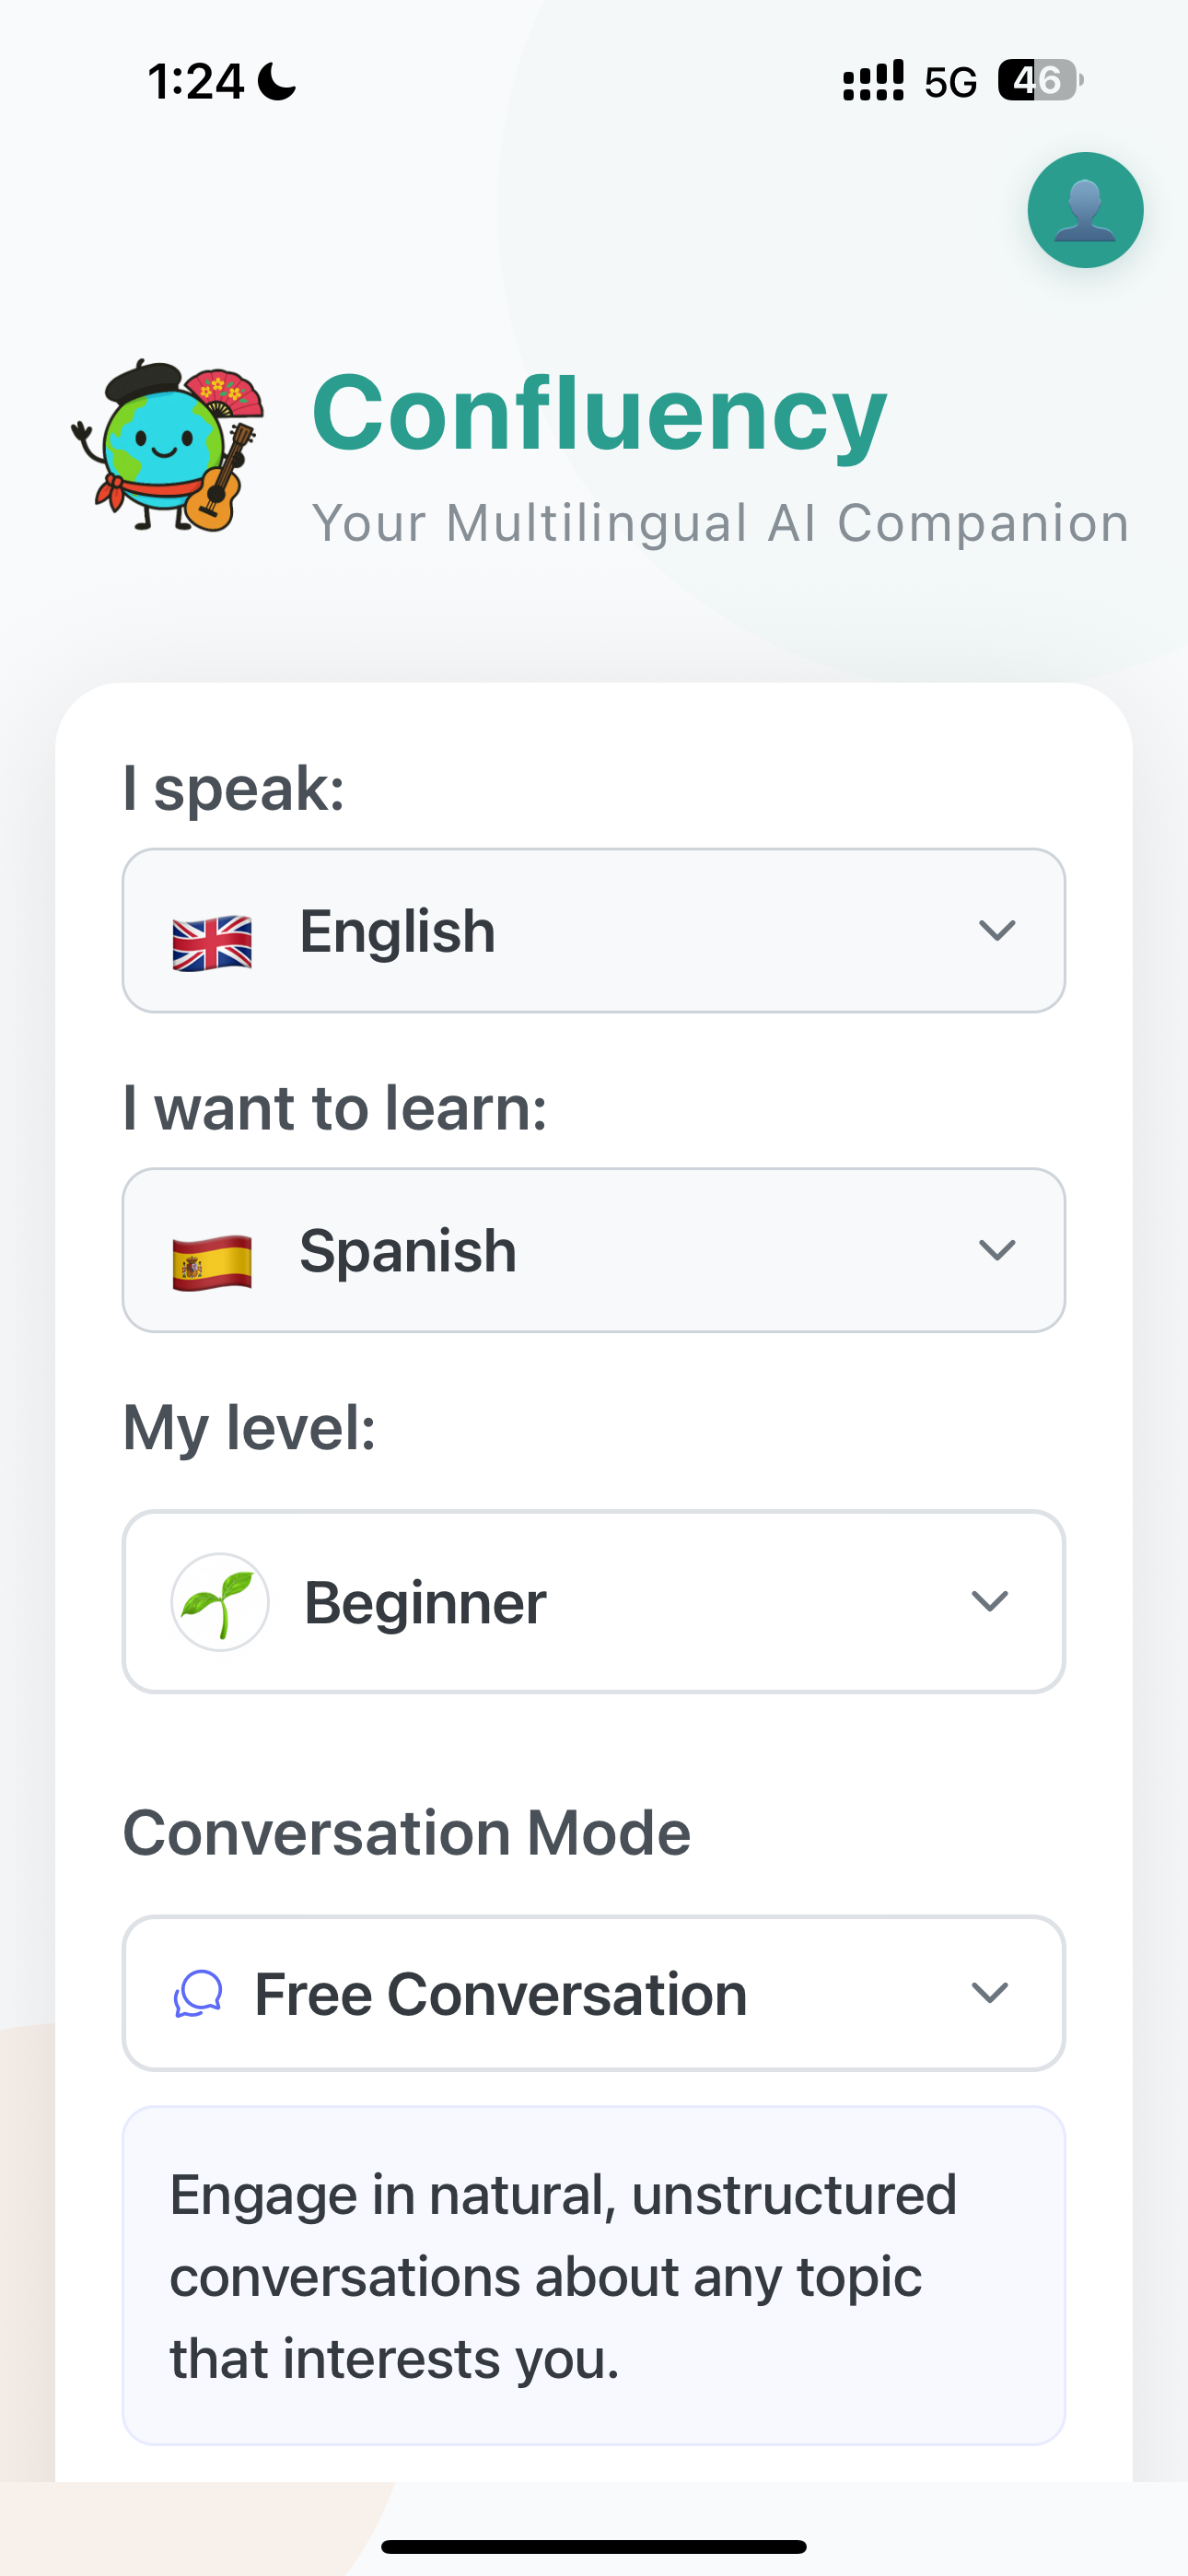 1:24
5G 46
Confluency
Your Multilingual AI Companion
I speak:
English
I want to learn:
Spanish
My level:
Beginner
Conversation Mode
Free Conversation
Engage in natural, unstructured
conversations about any topic
that interests you.